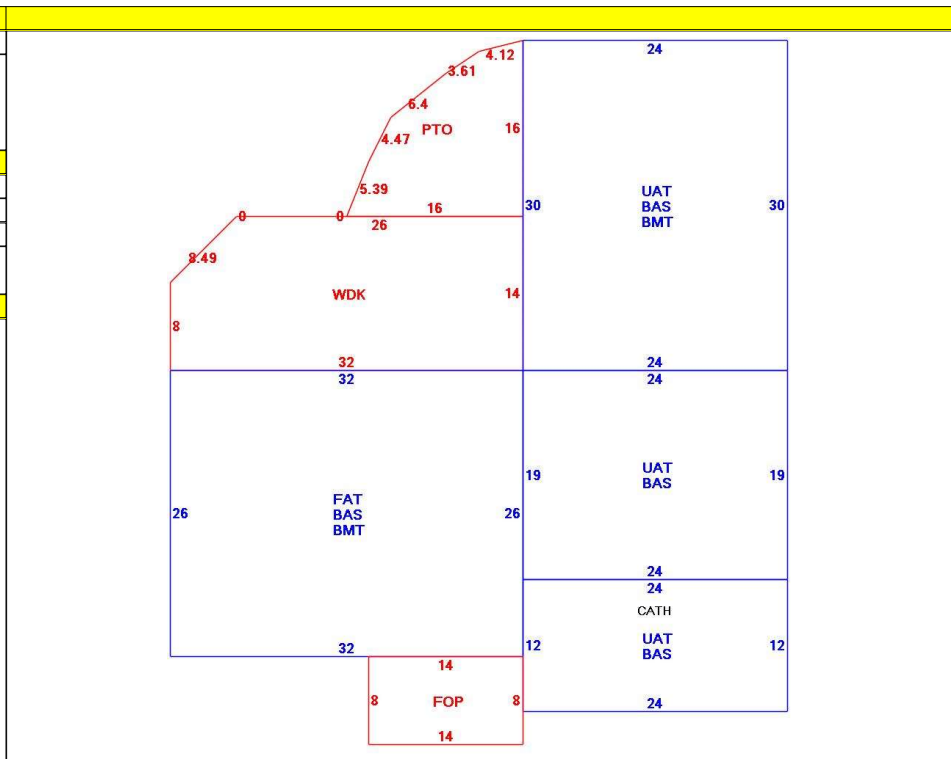 24
4.12
3.61
6.4
PTO
16
4.47
5.39
UAT
BAS
BMT
30
30
0
0
16
26
8.49
WDK
14
8
32
24
32
24
UAT
BAS
19
19
FAT
BAS
BMT
26
26
24
24
CATH
UAT
BAS
12
12
32
14
8
FOP
8
24
14